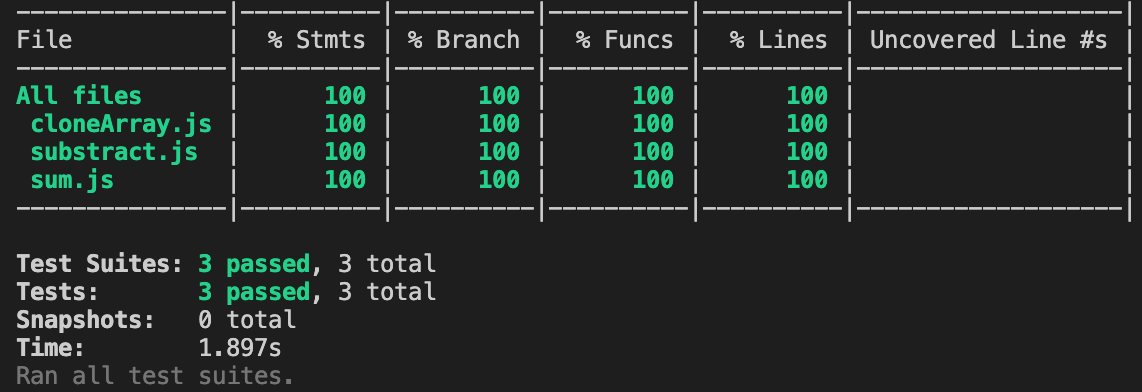 ----------------|----------|----------|----------|----------|-------------------|
File            |  % Stmts | % Branch |  % Funcs |  % Lines | Uncovered Line #s |
----------------|----------|----------|----------|----------|-------------------|
All files       |      100 |      100 |      100 |      100 |                   |
 cloneArray.js  |      100 |      100 |      100 |      100 |                   |
 substract.js   |      100 |      100 |      100 |      100 |                   |
 sum.js         |      100 |      100 |      100 |      100 |                   |
----------------|----------|----------|----------|----------|-------------------|
Test Suites: 3 passed, 3 total
Tests:       3 passed, 3 total
Snapshots:   0 total
Time:        1.897s
Ran all test suites.